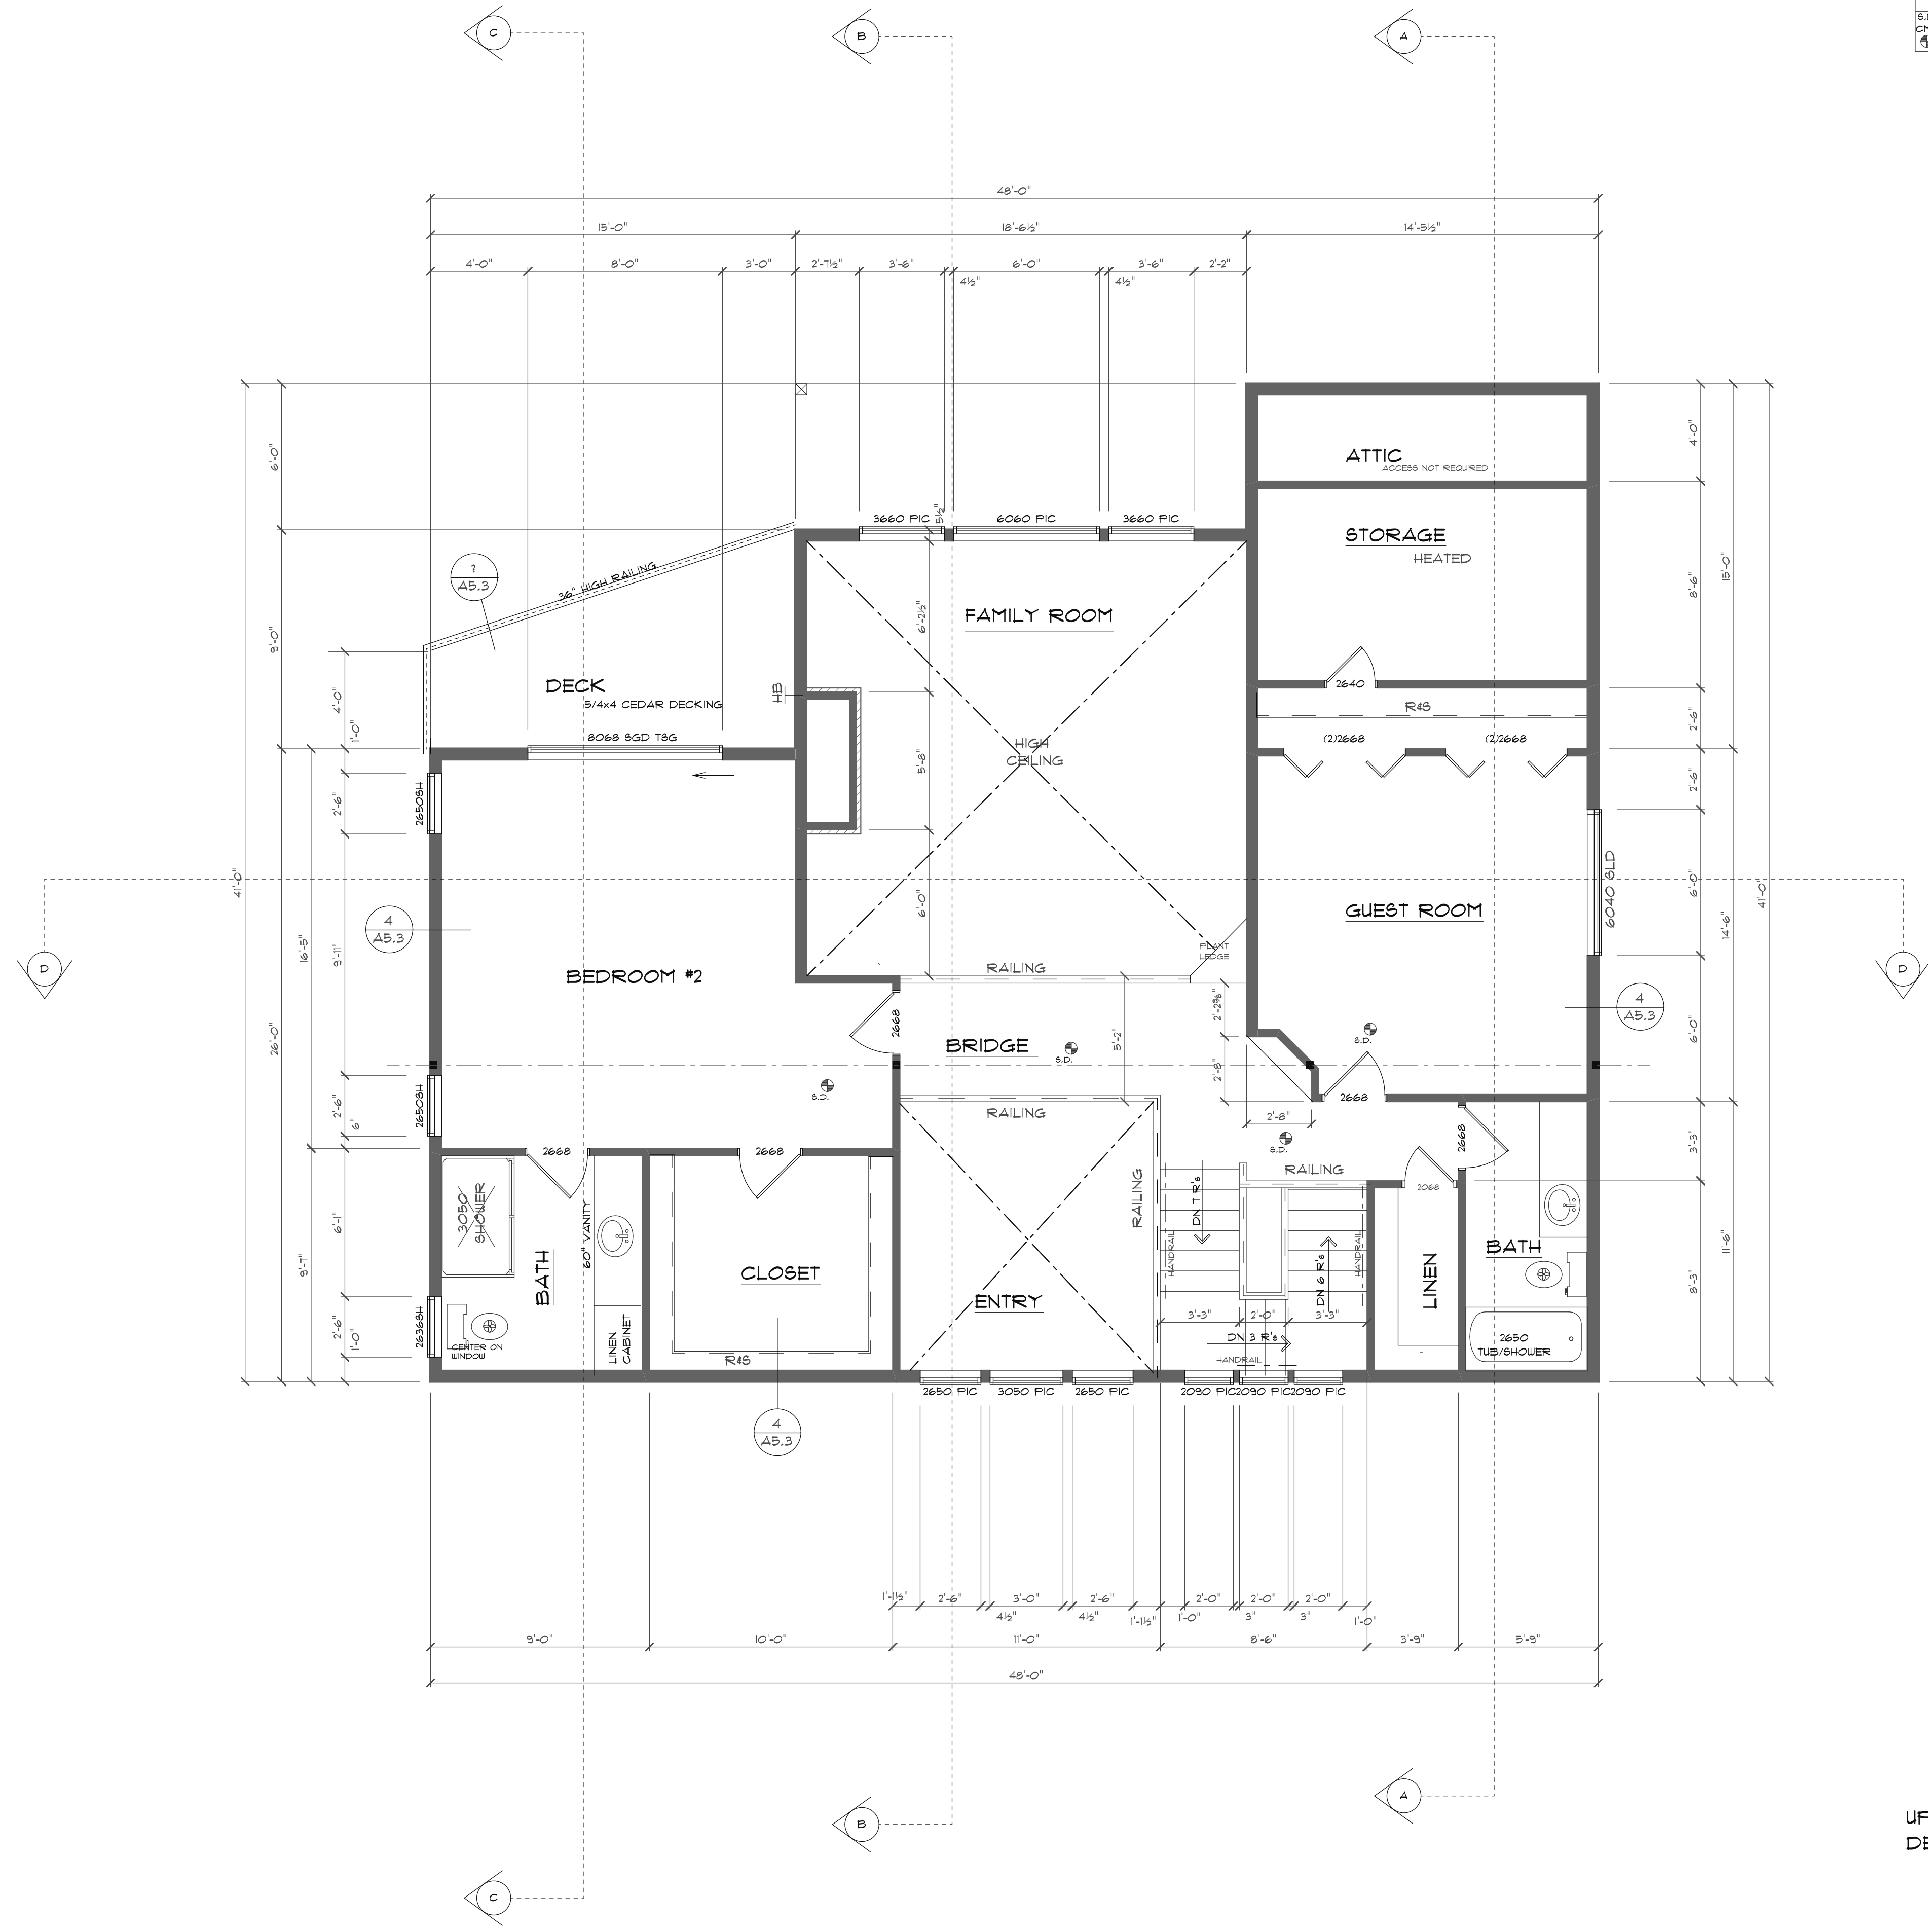 C
B
A
48'-0"
15'-0"
18'-6½"
14'-5½"
4'-0"
8'-0"
3'-0"
2'-7½"
3'-6"
4½"
6'-0"
4½"
3'-6"
2'-2"
41'-0"
6'-0"
9'-0"
26'-0"
16'-5"
9'-7"
4'-0"
1'-0"
2'-6"
9'-11"
2'-6"
6"
6'-1"
2'-6"
1'-0"
?
A5.3
36" HIGH RAILING
DECK
5/4x4 CEDAR DECKING
8068 SGD TSG
HB
3660 PIC
5½"
6060 PIC
3660 PIC
FAMILY ROOM
6'-2½"
5'-8"
6'-0"
HIGH
CEILING
PLANT
LEDGE
ATTIC
ACCESS NOT REQUIRED
STORAGE
HEATED
2640
R&S
(2)2668
(2)2668
GUEST ROOM
6040 SLD
4'-0"
8'-6"
2'-6"
2'-6"
6'-0"
6'-0"
3'-3"
8'-3"
15'-0"
14'-6"
11'-6"
41'-0"
2650SH
4
A5.3
D
D
4
A5.3
BEDROOM #2
2668
RAILING
BRIDGE
S.D.
5'-2"
2'-2⅜"
2'-8"
2'-8"
S.D.
2668
S.D.
2650SH
RAILING
S.D.
2668
2668
2668
RAILING
2068
3050
SHOWER
BATH
60" VANITY
CLOSET
R&S
ENTRY
RAILING
DN 7 R's
HANDRAIL
DN 6 R's
HANDRAIL
3'-3"
2'-0"
3'-3"
DN 3 R's
HANDRAIL
LINEN
BATH
2650
TUB/SHOWER
2636SH
CENTER ON
WINDOW
LINEN
CABINET
2650 PIC
3050 PIC
2650 PIC
2090 PIC
2090 PIC
2090 PIC
4
A5.3
1'-1½"
2'-6"
4½"
3'-0"
4½"
2'-6"
1'-1½"
1'-0"
2'-0"
3"
2'-0"
3"
2'-0"
1'-0"
9'-0"
10'-0"
11'-0"
8'-6"
3'-9"
5'-9"
48'-0"
A
B
C